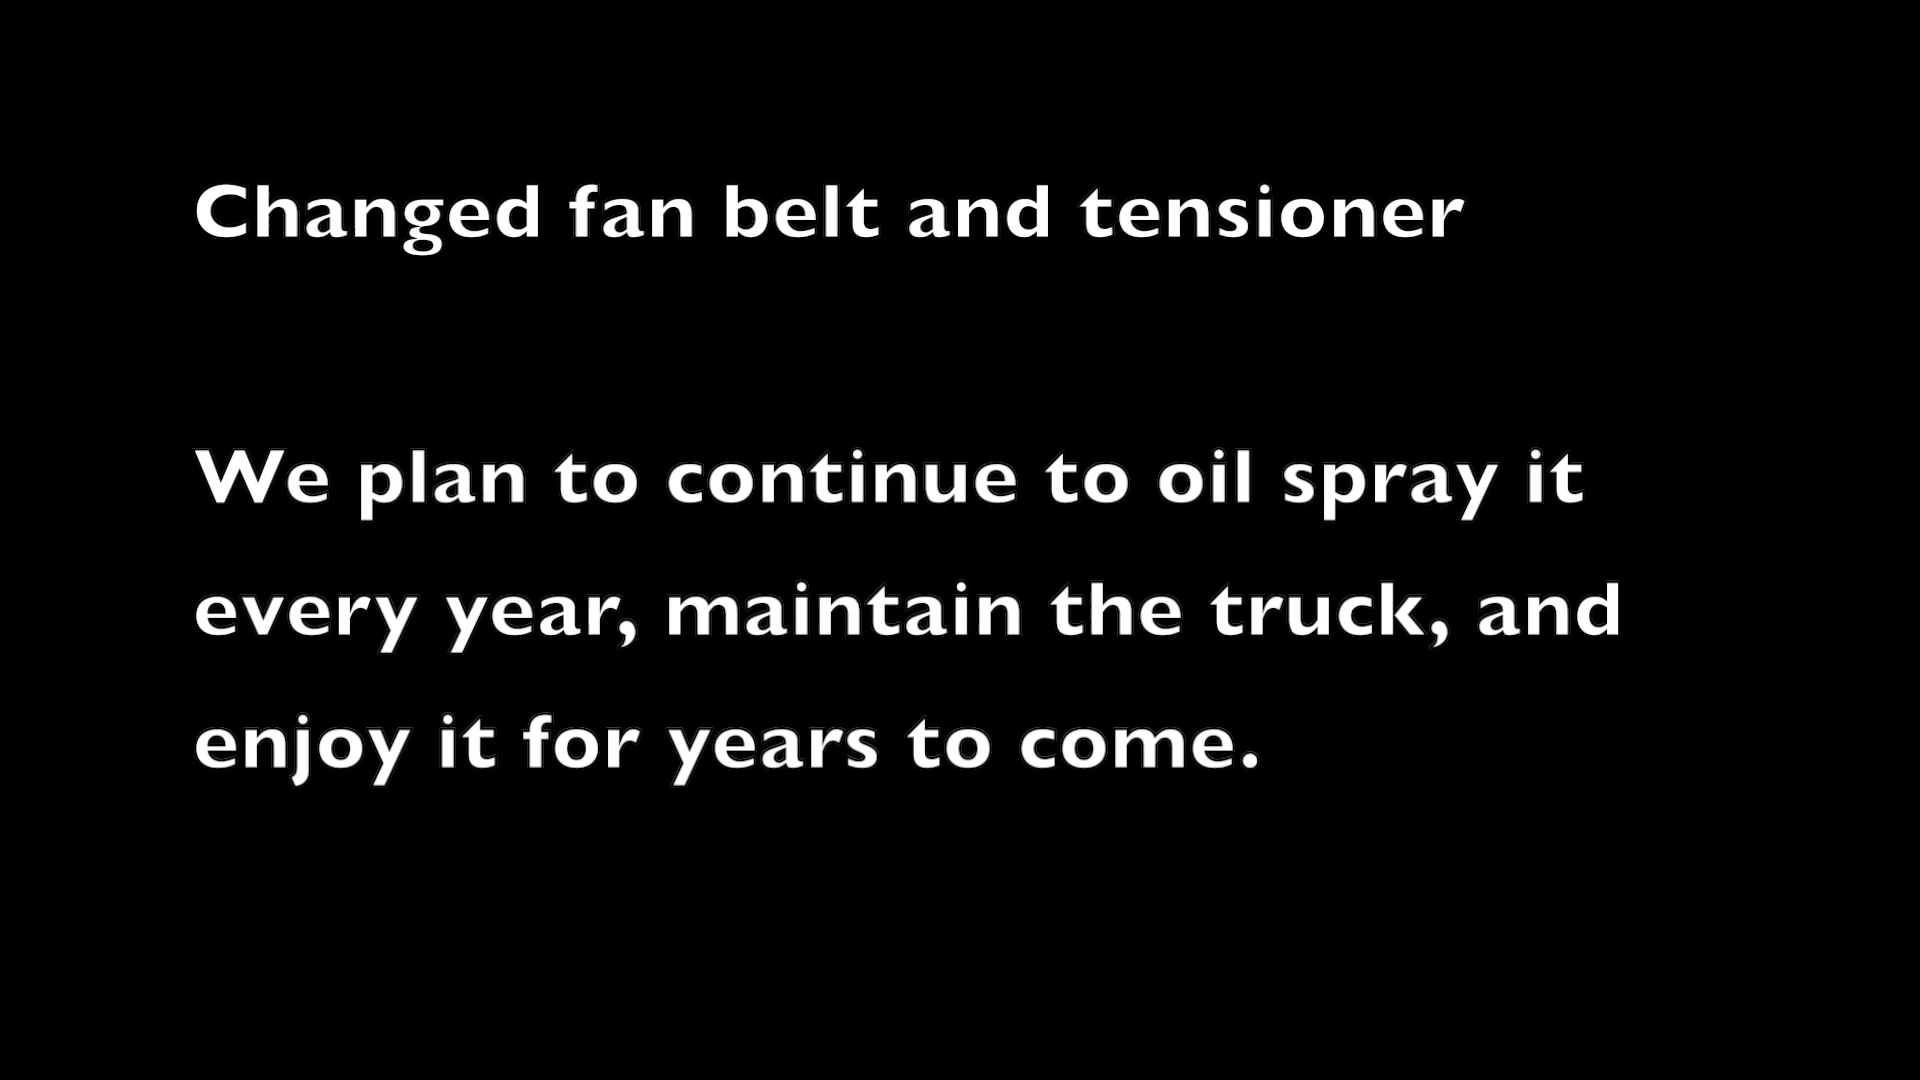 Changed fan belt and tensioner
We plan to continue to oil spray it
every year, maintain the truck, and
enjoy it for years to come.